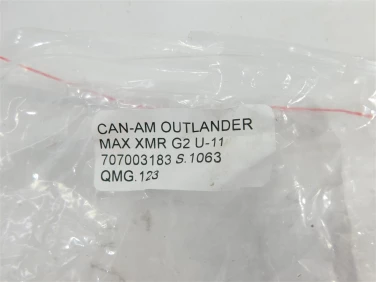 CAN-AM OUTLANDER
MAX XMR G2 U-11
707003183 S.1063
QMG.123